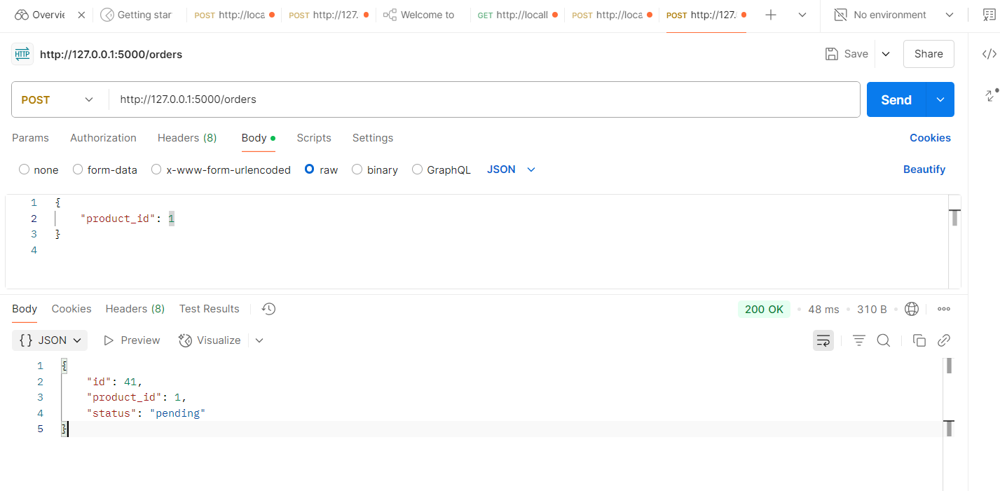 Overvie Getting star POST http://loca POST http://127. Welcome to GET http://locall POST http://loca POST http://127. No environment
HTTP http://127.0.0.1:5000/orders Save Share
POST http://127.0.0.1:5000/orders Send
Params Authorization Headers (8) Body Scripts Settings Cookies
none form-data x-www-form-urlencoded raw binary GraphQL JSON Beautify
1 {
2 "product_id": 1
3 }
4
Body Cookies Headers (8) Test Results 200 OK 48 ms 310 B
{} JSON Preview Visualize
1 {
2 "id": 41,
3 "product_id": 1,
4 "status": "pending"
5 }